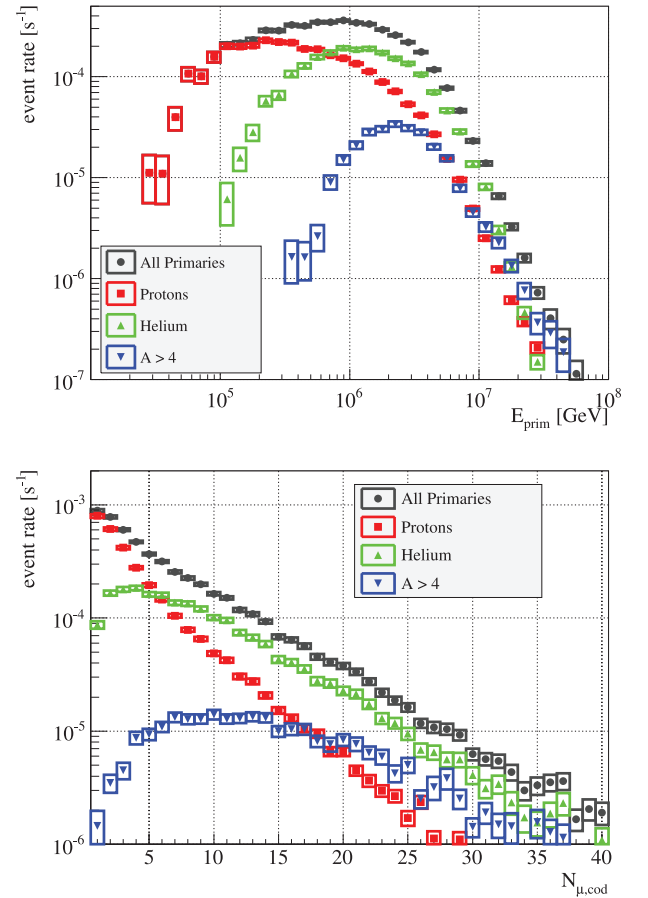 event rate [s⁻¹]
10⁻⁴
10⁻⁵
10⁻⁶
10⁻⁷
All Primaries
Protons
Helium
A > 4
10⁵ 10⁶ 10⁷ 10⁸
E_prim [GeV]
event rate [s⁻¹]
10⁻³
10⁻⁴
10⁻⁵
10⁻⁶
All Primaries
Protons
Helium
A > 4
5 10 15 20 25 30 35 40
N_μ,cod